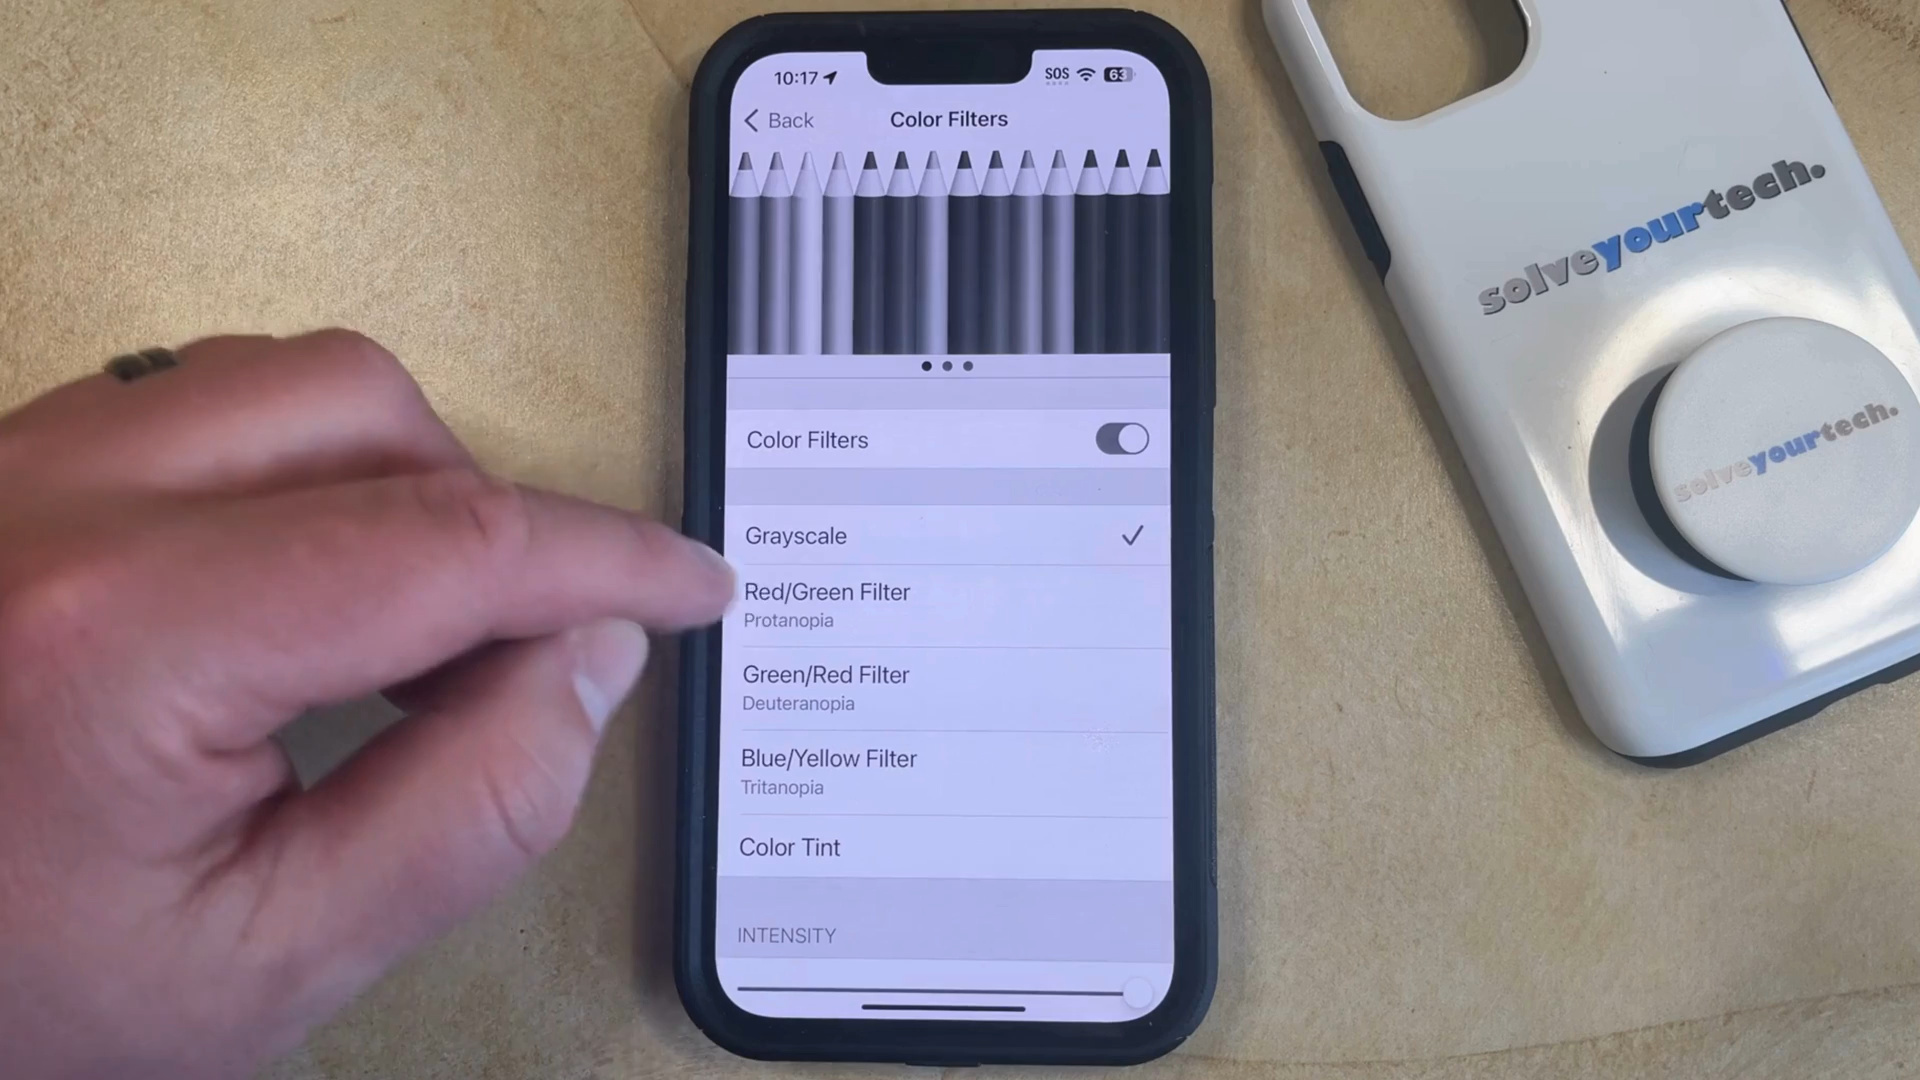 10:17
SOS
63
Back
Color Filters
Color Filters
Grayscale
Red/Green Filter
Protanopia
Green/Red Filter
Deuteranopia
Blue/Yellow Filter
Tritanopia
Color Tint
INTENSITY
solveyourtech.
solveyourtech.